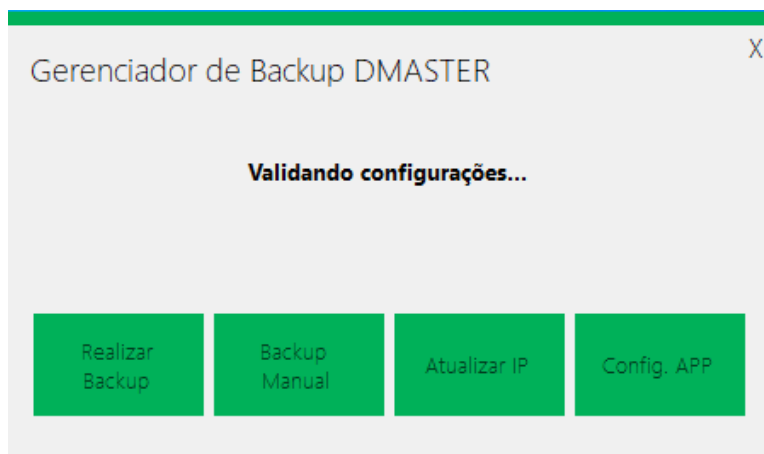 X
Gerenciador de Backup DMASTER
Validando configurações...
Realizar
Backup
Backup
Manual
Atualizar IP
Config. APP